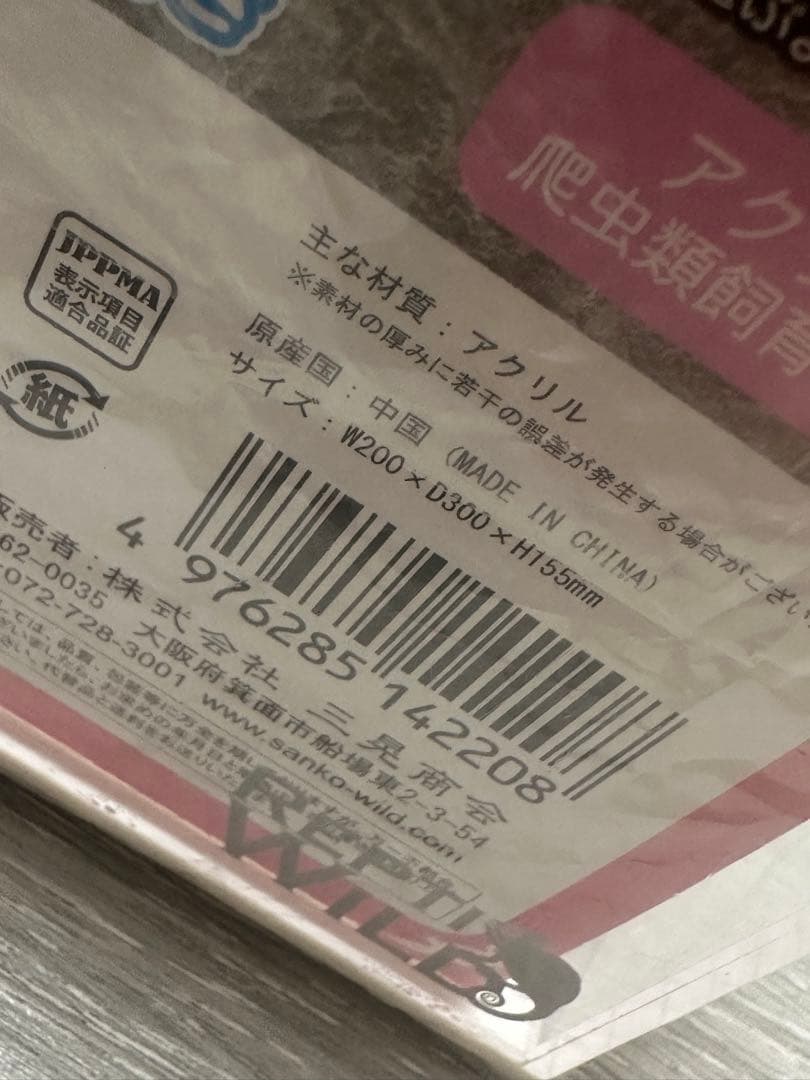 アク
爬虫類飼育
JPPMA
表示項目
適合品証
紙
主な材質：アクリル
※素材の厚みに若干の誤差が発生する場合がござい
原産国：中国 (MADE IN CHINA)
サイズ：W200×D300×H155mm
4 976285 142208
販売者：株式会社 三晃商会
62-0035 大阪府箕面市船場東2-3-54
072-728-3001 www.sanko-wild.com
REPTI
WILD